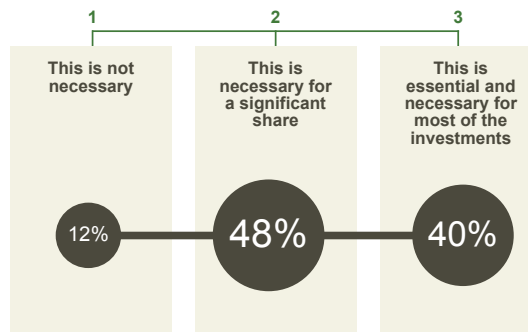 1
2
3
This is not
necessary
This is
necessary for
a significant
share
This is
essential and
necessary for
most of the
investments
12%
48%
40%